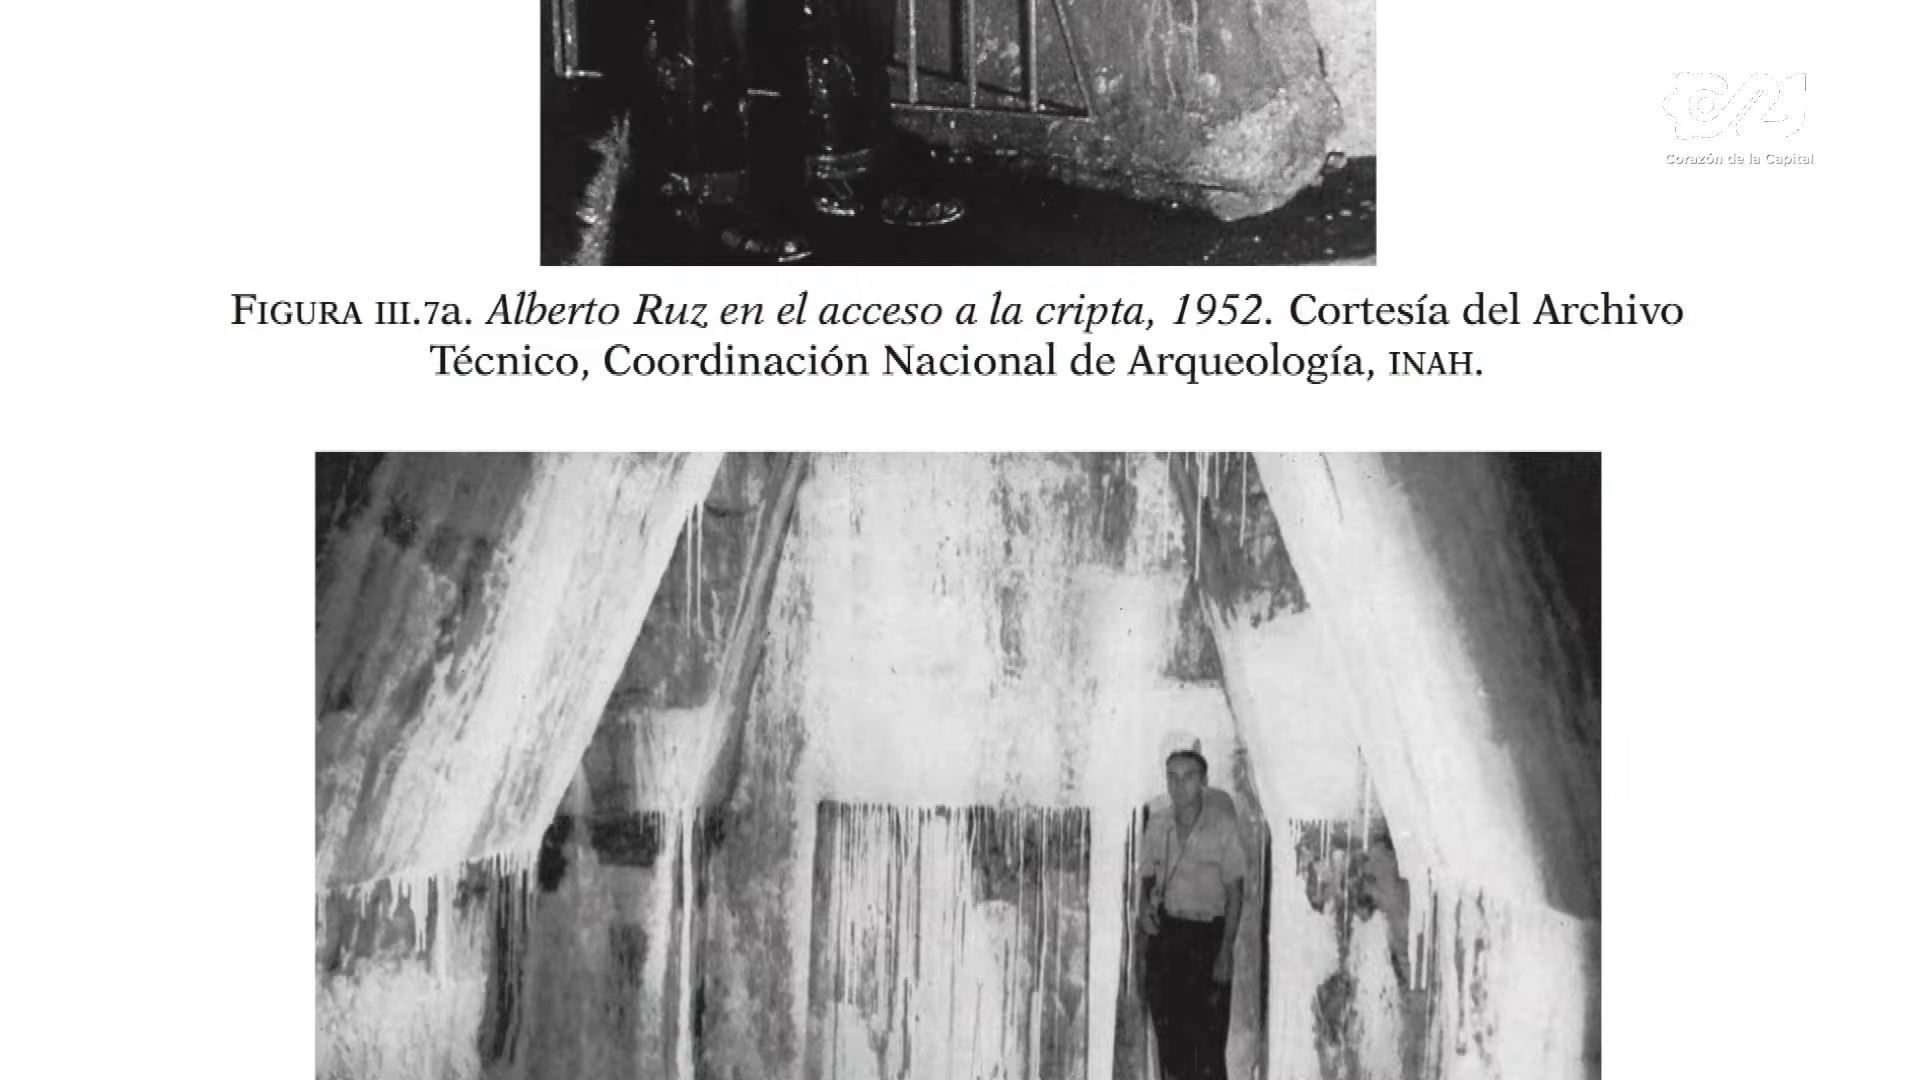 Corazón de la Capital
FIGURA III.7a. Alberto Ruz en el acceso a la cripta, 1952. Cortesía del Archivo
Técnico, Coordinación Nacional de Arqueología, INAH.